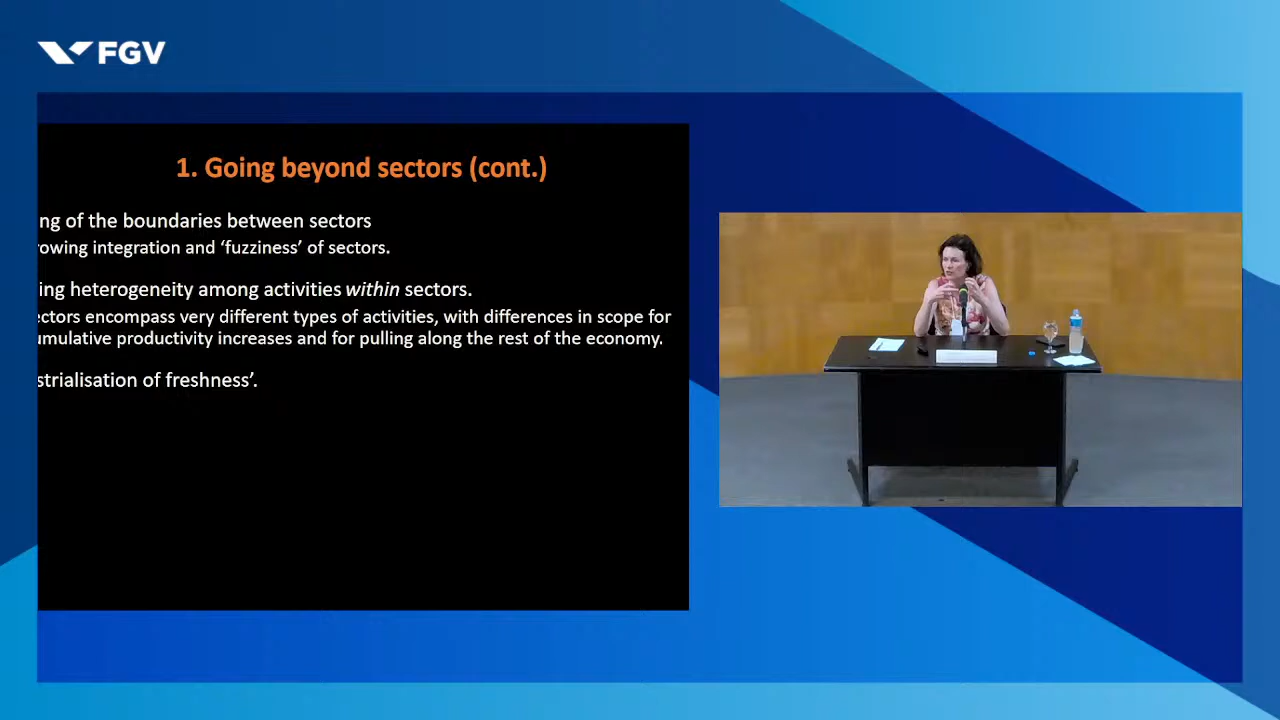 FGV
1. Going beyond sectors (cont.)
ng of the boundaries between sectors
rowing integration and ‘fuzziness’ of sectors.
ing heterogeneity among activities within sectors.
ectors encompass very different types of activities, with differences in scope for
umulative productivity increases and for pulling along the rest of the economy.
strialisation of freshness’.